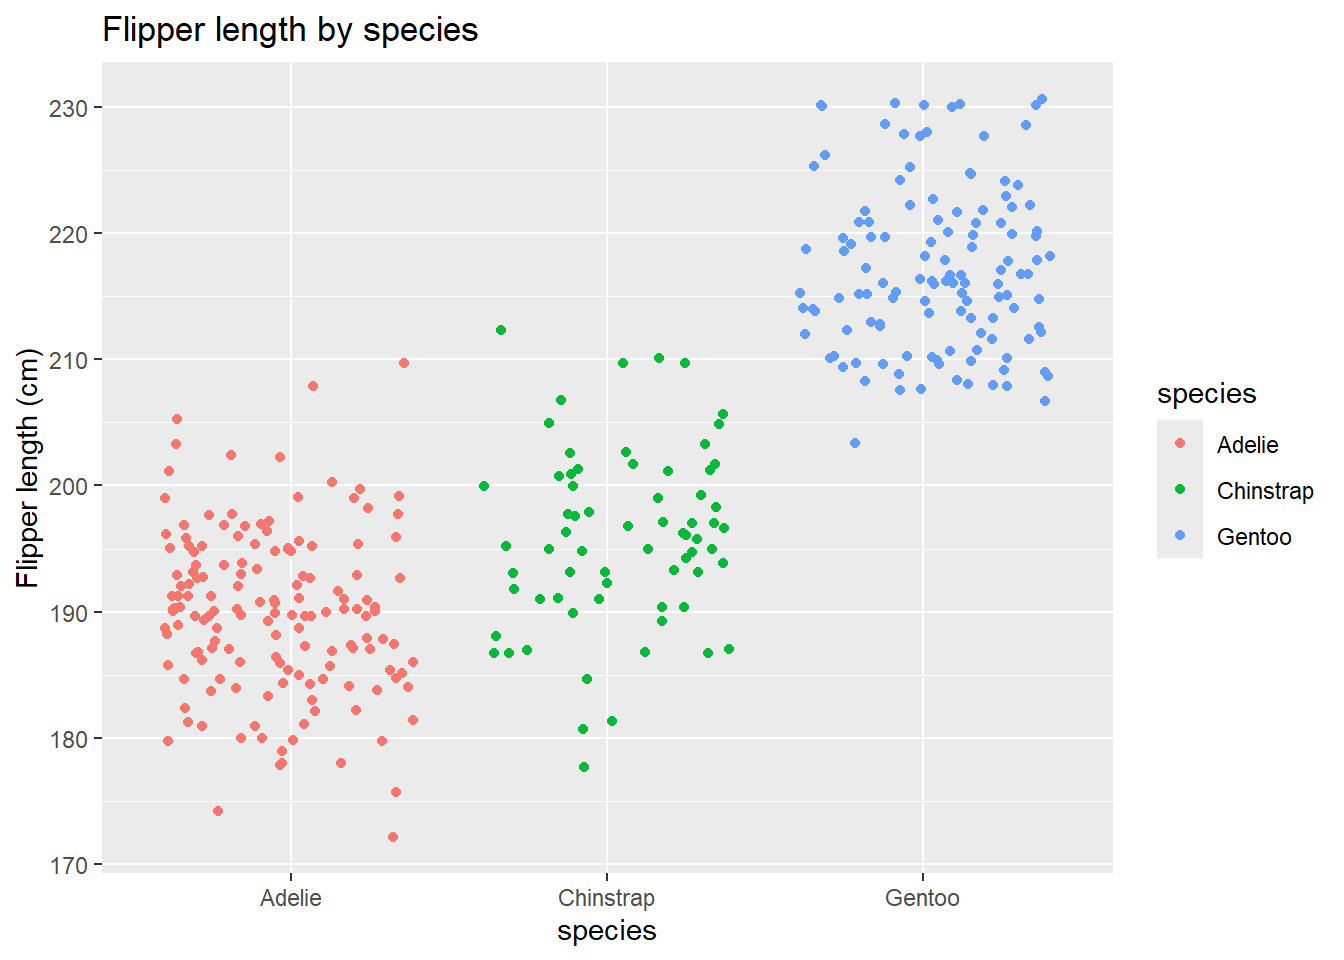 Flipper length by species
Flipper length (cm)
230
220
210
200
190
180
170
Adelie
Chinstrap
Gentoo
species
species
Adelie
Chinstrap
Gentoo